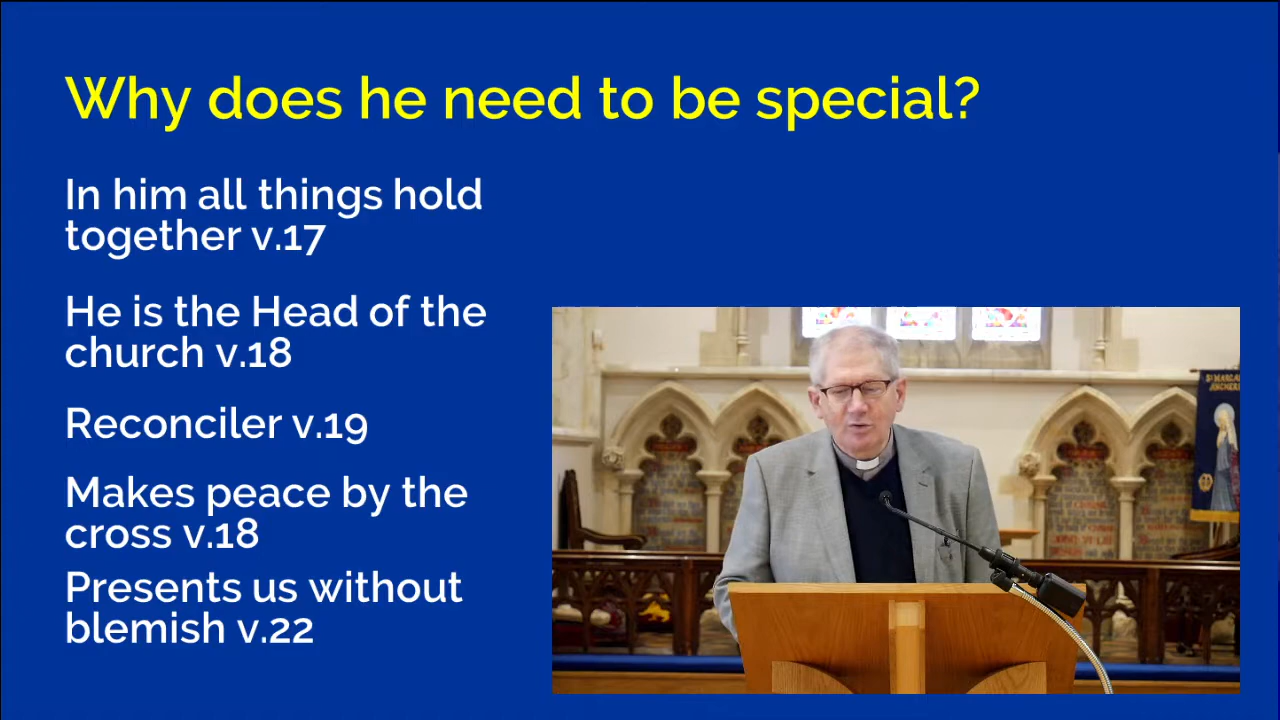 Why does he need to be special?
In him all things hold
together v.17
He is the Head of the
church v.18
Reconciler v.19
Makes peace by the
cross v.18
Presents us without
blemish v.22